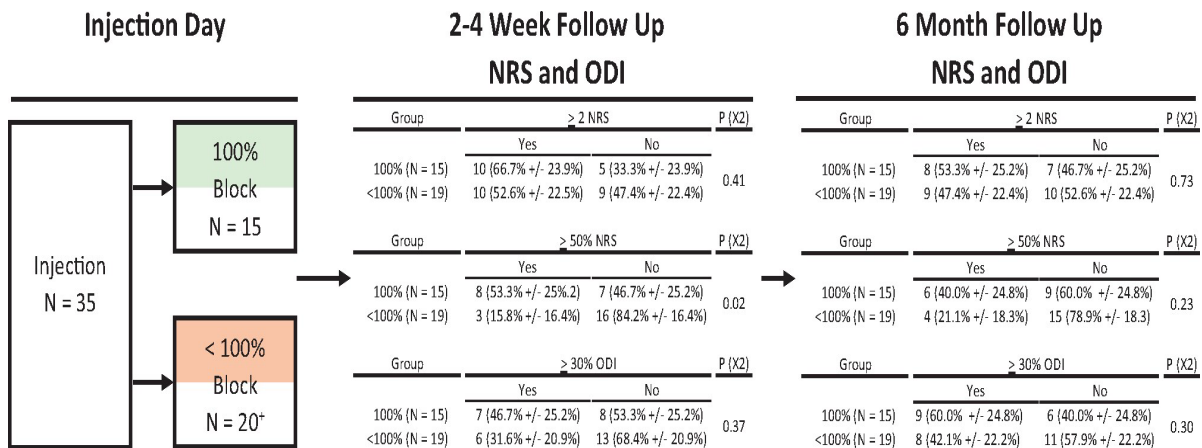 Injection Day
Injection
N = 35
100%
Block
N = 15
< 100%
Block
N = 20+
2-4 Week Follow Up
NRS and ODI
Group ≥ 2 NRS P (X2)
Yes No
100% (N = 15) 10 (66.7% +/- 23.9%) 5 (33.3% +/- 23.9%)
0.41
<100% (N = 19) 10 (52.6% +/- 22.5%) 9 (47.4% +/- 22.4%)
Group ≥ 50% NRS P (X2)
Yes No
100% (N = 15) 8 (53.3% +/- 25%.2) 7 (46.7% +/- 25.2%)
0.02
<100% (N = 19) 3 (15.8% +/- 16.4%) 16 (84.2% +/- 16.4%)
Group ≥ 30% ODI P (X2)
Yes No
100% (N = 15) 7 (46.7% +/- 25.2%) 8 (53.3% +/- 25.2%)
0.37
<100% (N = 19) 6 (31.6% +/- 20.9%) 13 (68.4% +/- 20.9%)
6 Month Follow Up
NRS and ODI
Group ≥ 2 NRS P (X2)
Yes No
100% (N = 15) 8 (53.3% +/- 25.2%) 7 (46.7% +/- 25.2%)
0.73
<100% (N = 19) 9 (47.4% +/- 22.4%) 10 (52.6% +/- 22.4%)
Group ≥ 50% NRS P (X2)
Yes No
100% (N = 15) 6 (40.0% +/- 24.8%) 9 (60.0% +/- 24.8%)
0.23
<100% (N = 19) 4 (21.1% +/- 18.3%) 15 (78.9% +/- 18.3)
Group ≥ 30% ODI P (X2)
Yes No
100% (N = 15) 9 (60.0% +/- 24.8%) 6 (40.0% +/- 24.8%)
0.30
<100% (N = 19) 8 (42.1% +/- 22.2%) 11 (57.9% +/- 22.2%)